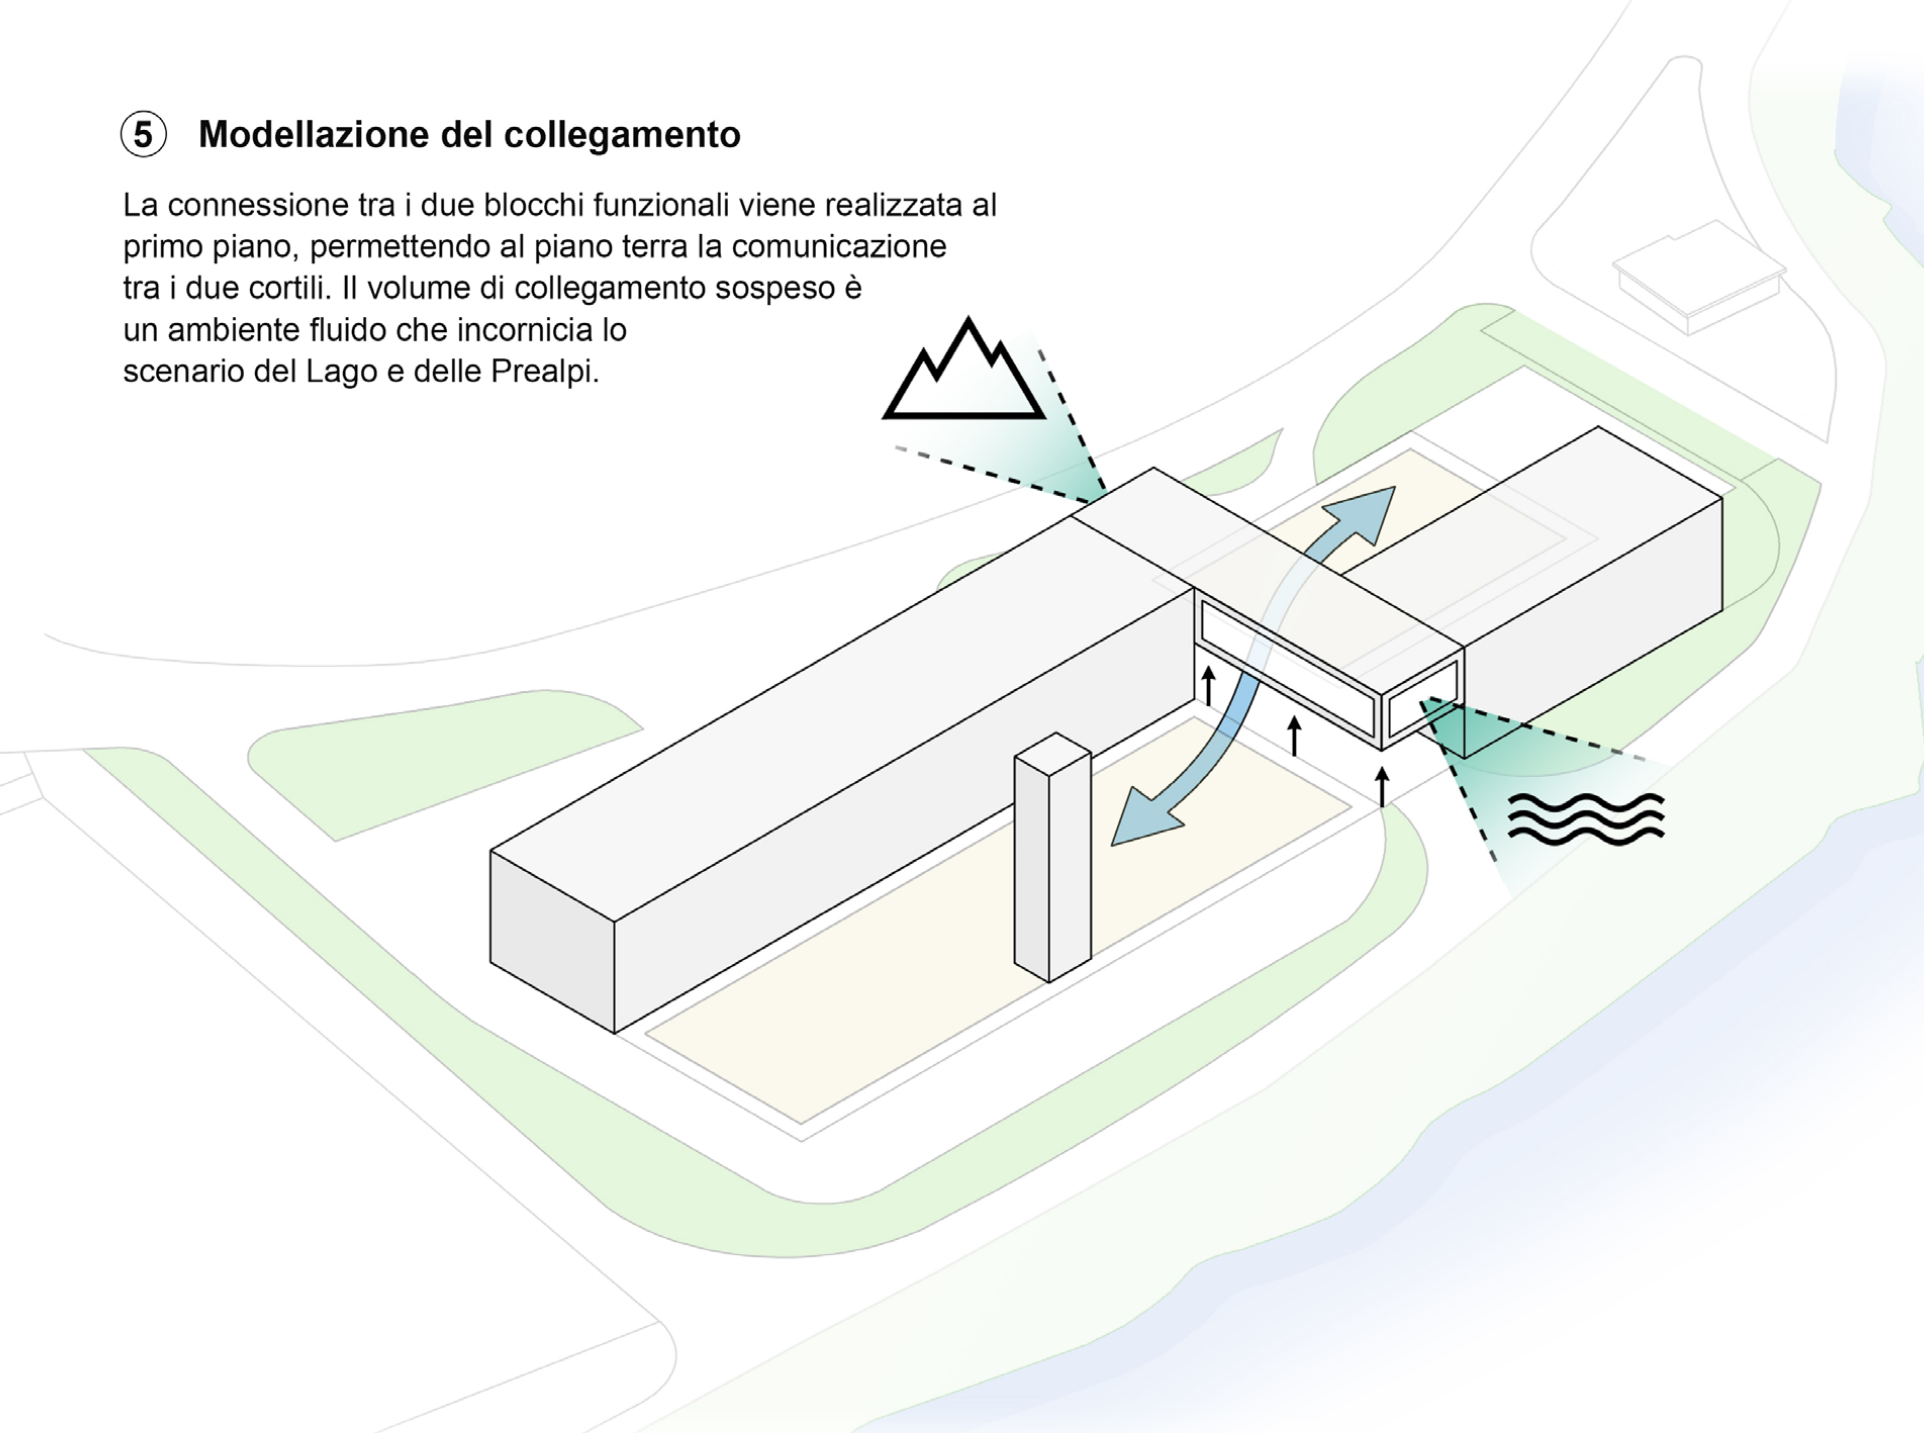 5 Modellazione del collegamento
La connessione tra i due blocchi funzionali viene realizzata al
primo piano, permettendo al piano terra la comunicazione
tra i due cortili. Il volume di collegamento sospeso è
un ambiente fluido che incornicia lo
scenario del Lago e delle Prealpi.